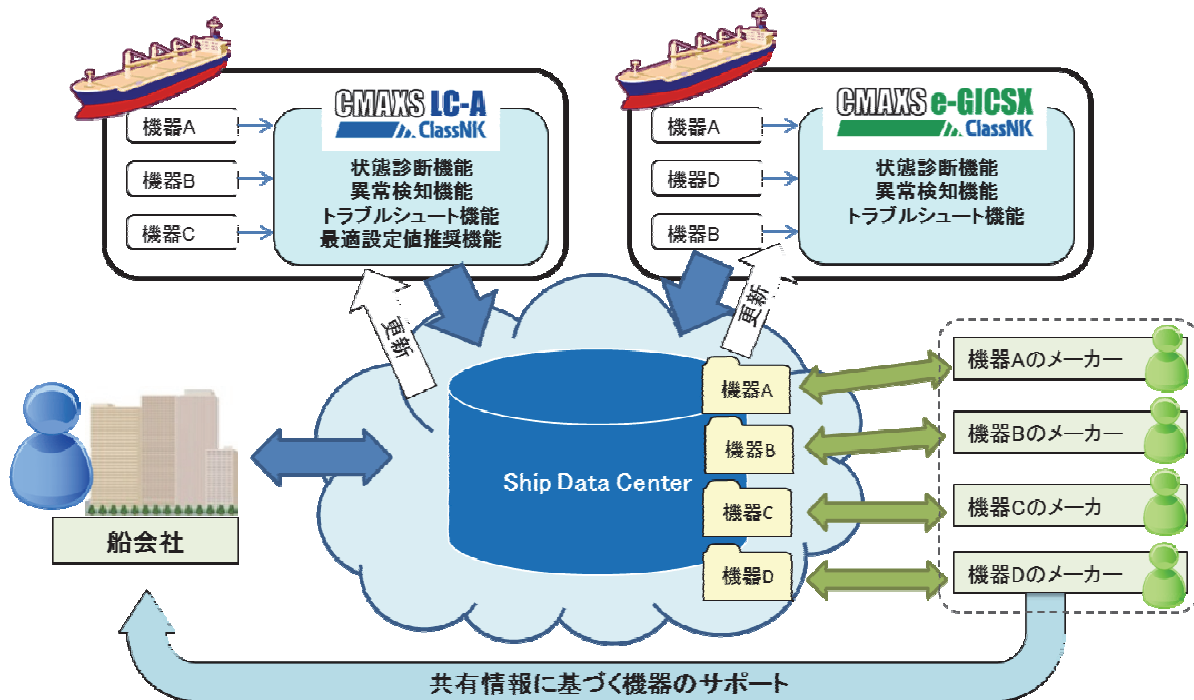 CMAXS LC-A
ClassNK
機器A
機器B
機器C
状態診断機能
異常検知機能
トラブルシュート機能
最適設定値推奨機能
CMAXS e-GICSX
ClassNK
機器A
機器D
機器B
状態診断機能
異常検知機能
トラブルシュート機能
更新
更新
船会社
Ship Data Center
機器A
機器B
機器C
機器D
機器Aのメーカー
機器Bのメーカー
機器Cのメーカ
機器Dのメーカー
共有情報に基づく機器のサポート